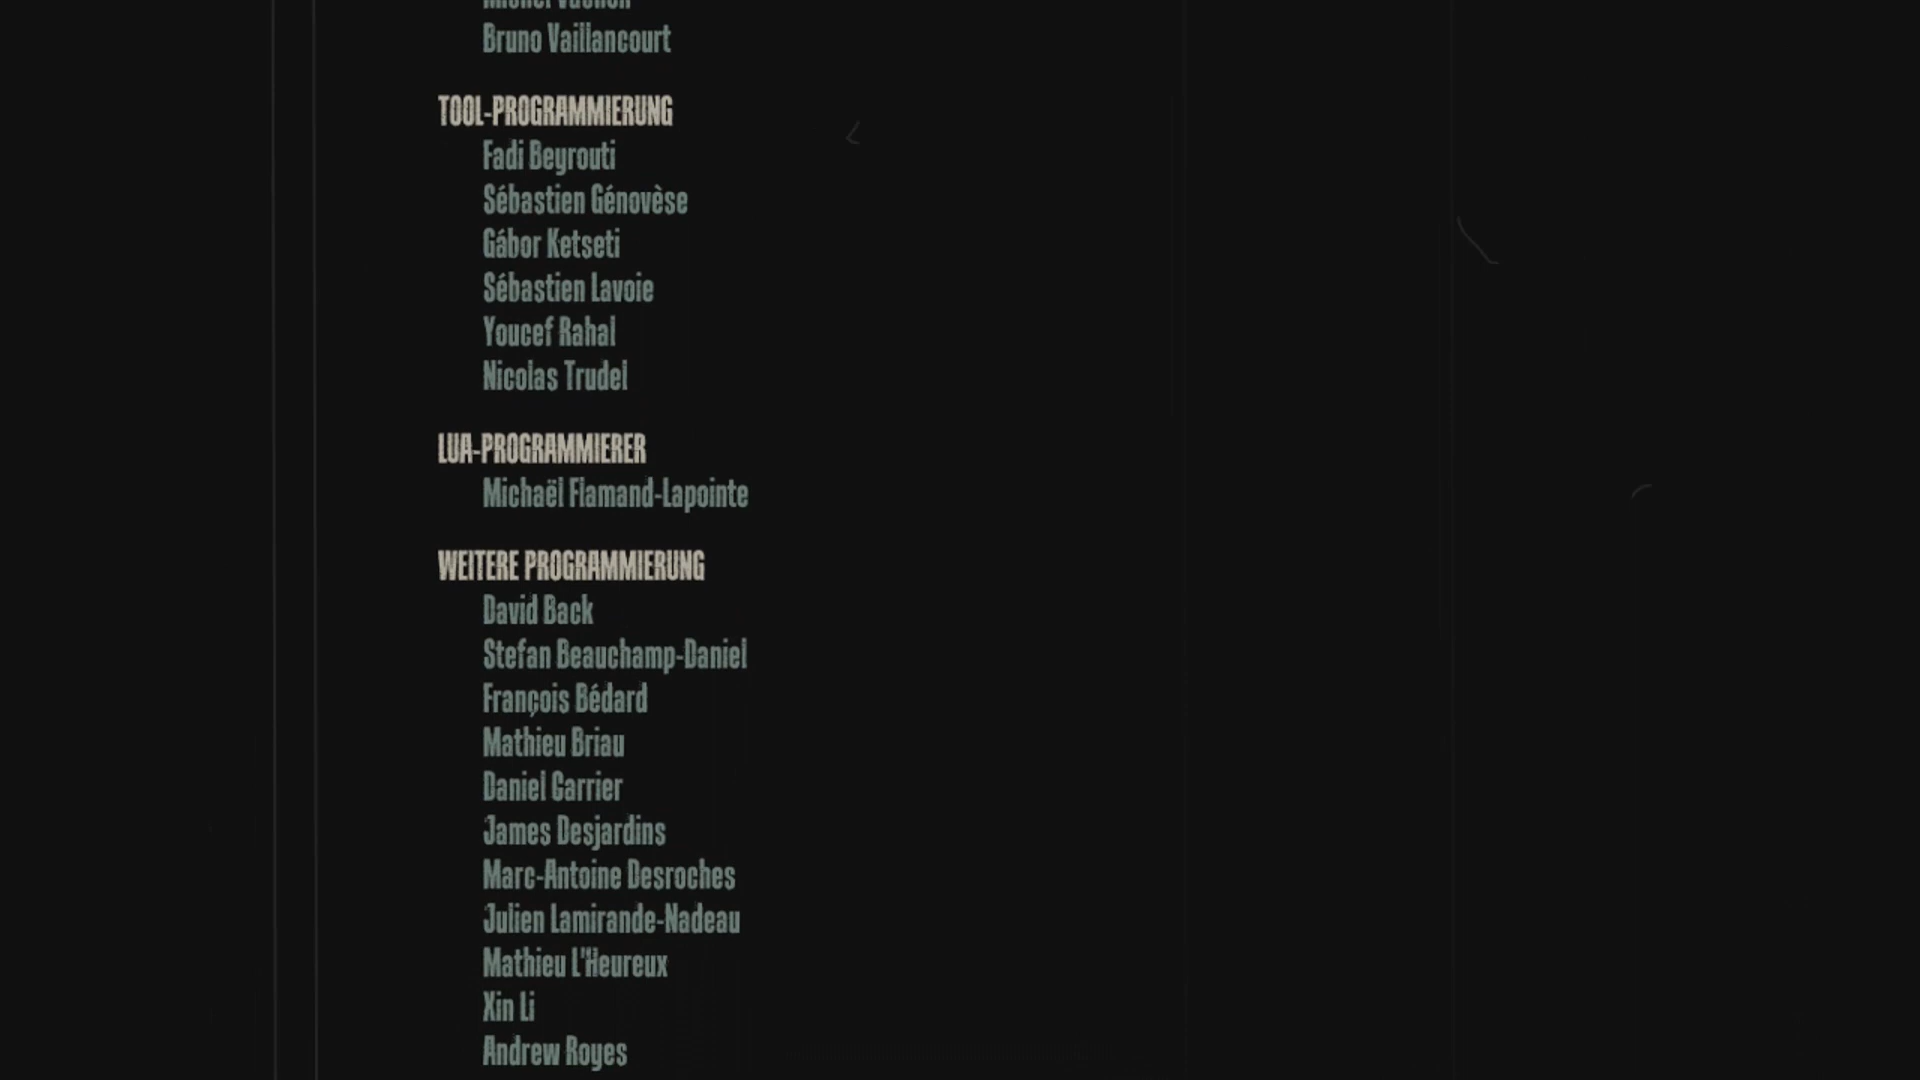 Bruno Vaillancourt
TOOL-PROGRAMMIERUNG
Fadi Beyrouti
Sébastien Génovèse
Gábor Ketseti
Sébastien Lavoie
Youcef Rahal
Nicolas Trudel
LUA-PROGRAMMIERER
Michaël Flamand-Lapointe
WEITERE PROGRAMMIERUNG
David Back
Stefan Beauchamp-Daniel
François Bédard
Mathieu Briau
Daniel Carrier
James Desjardins
Marc-Antoine Desroches
Julien Lamirande-Nadeau
Mathieu L'Heureux
Xin Li
Andrew Royes